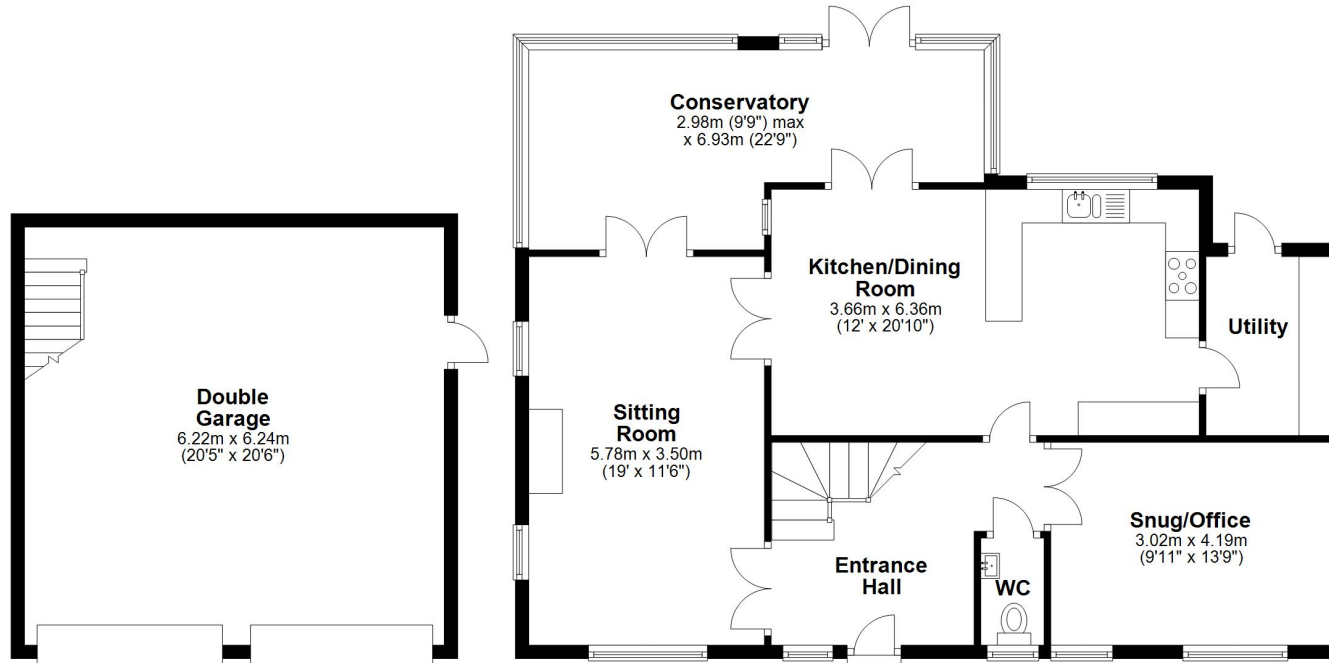 Conservatory
2.98m (9'9") max
x 6.93m (22'9")
Kitchen/Dining
Room
3.66m x 6.36m
(12' x 20'10")
Utility
Double
Garage
6.22m x 6.24m
(20'5" x 20'6")
Sitting
Room
5.78m x 3.50m
(19' x 11'6")
Entrance
Hall
WC
Snug/Office
3.02m x 4.19m
(9'11" x 13'9")